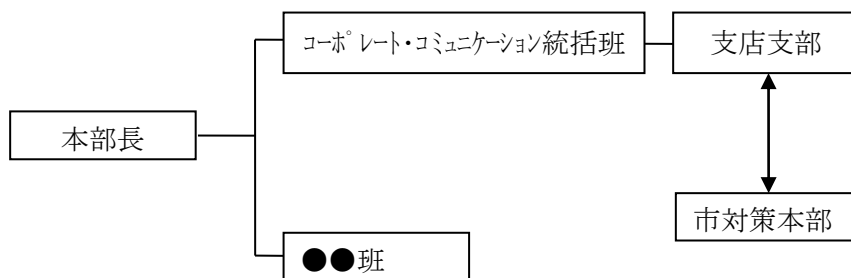 コーポレート・コミュニケーション統括班
支店支部
本部長
市対策本部
●●班